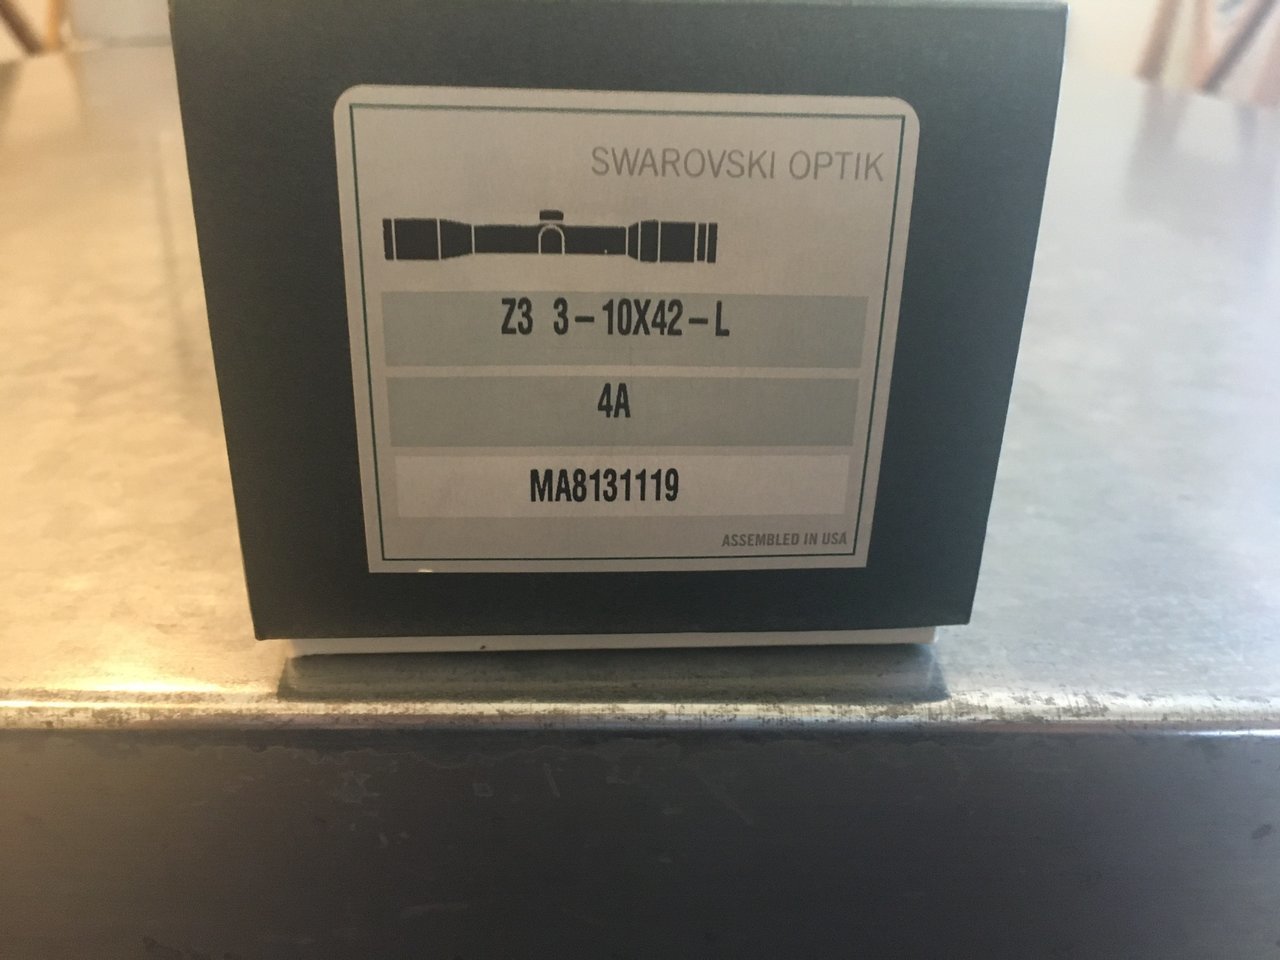 SWAROVSKI OPTIK
Z3 3-10X42-L
4A
MA8131119
ASSEMBLED IN USA